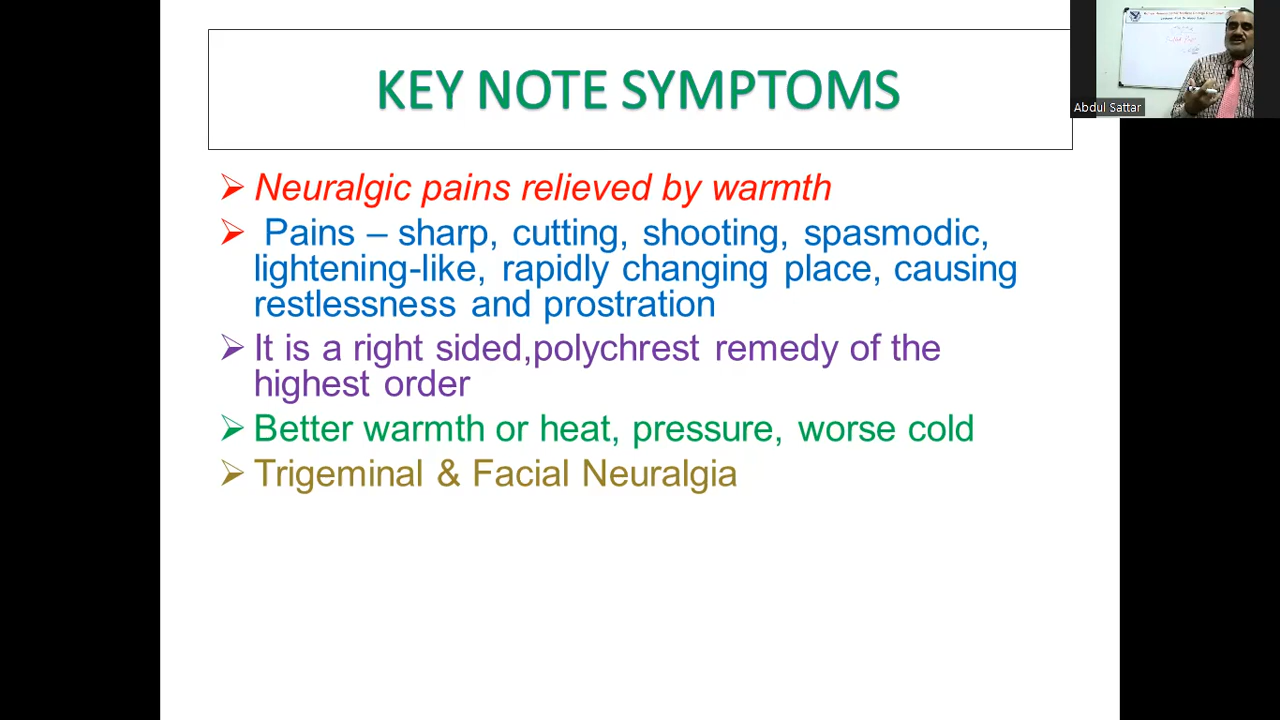 KEY NOTE SYMPTOMS
Neuralgic pains relieved by warmth
Pains – sharp, cutting, shooting, spasmodic,
lightening-like, rapidly changing place, causing
restlessness and prostration
It is a right sided,polychrest remedy of the
highest order
Better warmth or heat, pressure, worse cold
Trigeminal & Facial Neuralgia
Abdul Sattar